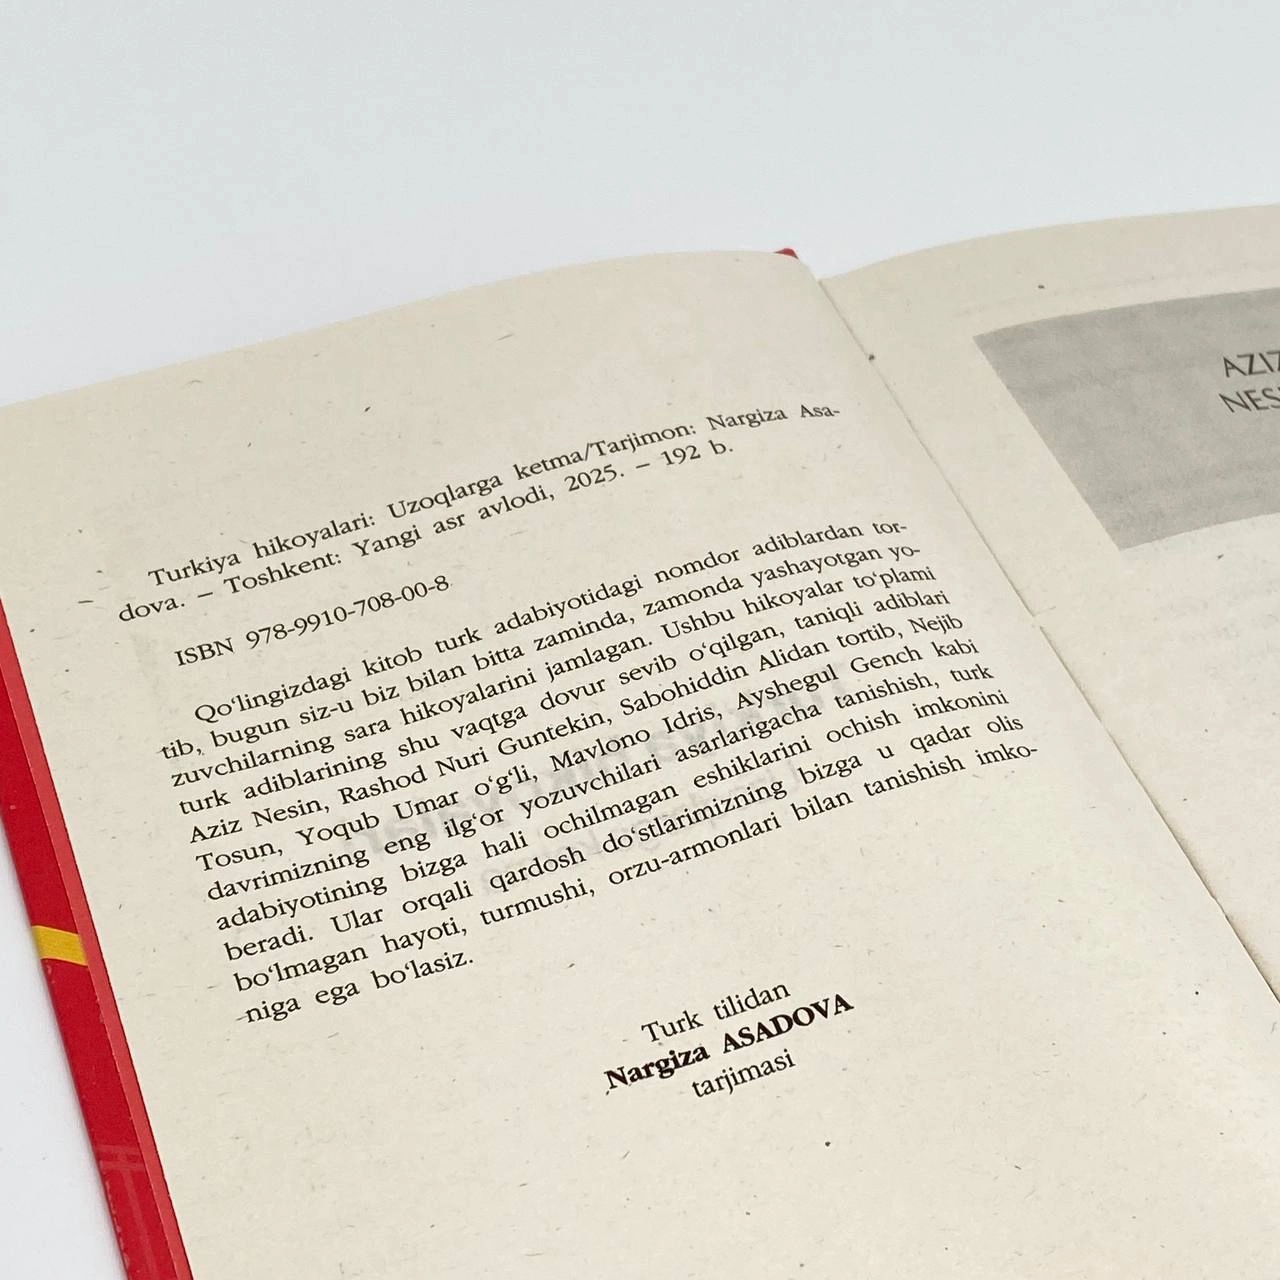 Turkiya hikoyalari: Uzoqlarga ketma/Tarjimon: Nargiza Asa-
dova. – Toshkent: Yangi asr avlodi, 2025. – 192 b.
ISBN 978-9910-708-00-8
Qo‘lingizdagi kitob turk adabiyotidagi nomdor adiblardan tor-
tib, bugun siz-u biz bilan bitta zaminda, zamonda yashayotgan yo-
zuvchilarning sara hikoyalarini jamlagan. Ushbu hikoyalar to‘plami
turk adiblarining shu vaqtga dovur sevib o‘qilgan, taniqli adiblari
Aziz Nesin, Rashod Nuri Guntekin, Sabohiddin Alidan tortib, Nejib
Tosun, Yoqub Umar o‘g‘li, Mavlono Idris, Ayshegul Gench kabi
davrimizning eng ilg‘or yozuvchilari asarlarigacha tanishish, turk
adabiyotining bizga hali ochilmagan eshiklarini ochish imkonini
beradi. Ular orqali qardosh do‘stlarimizning bizga u qadar olis
bo‘lmagan hayoti, turmushi, orzu-armonlari bilan tanishish imko-
niga ega bo‘lasiz.
Turk tilidan
Nargiza ASADOVA
tarjimasi
AZIZ
NES